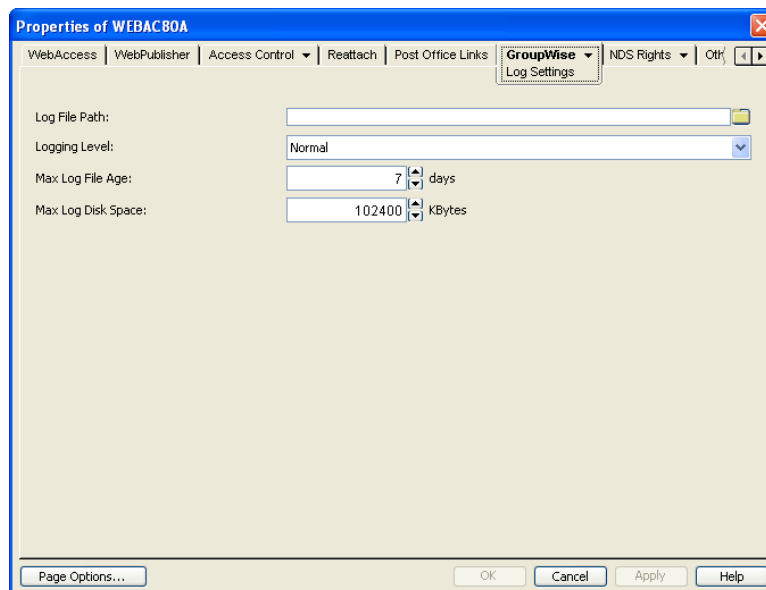 Properties of WEBAC80A
WebAccess WebPublisher Access Control Reattach Post Office Links GroupWise NDS Rights Oth
Log Settings
Log File Path:
Logging Level: Normal
Max Log File Age: 7 days
Max Log Disk Space: 102400 KBytes
Page Options... OK Cancel Apply Help